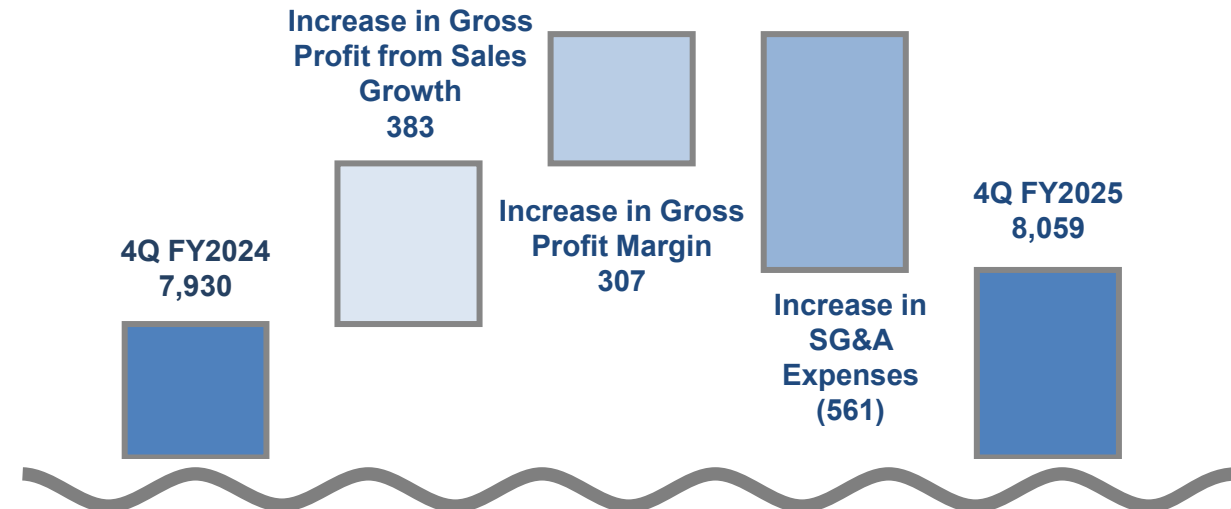 4Q FY2024
7,930
Increase in Gross
Profit from Sales
Growth
383
Increase in Gross
Profit Margin
307
Increase in
SG&A
Expenses
(561)
4Q FY2025
8,059